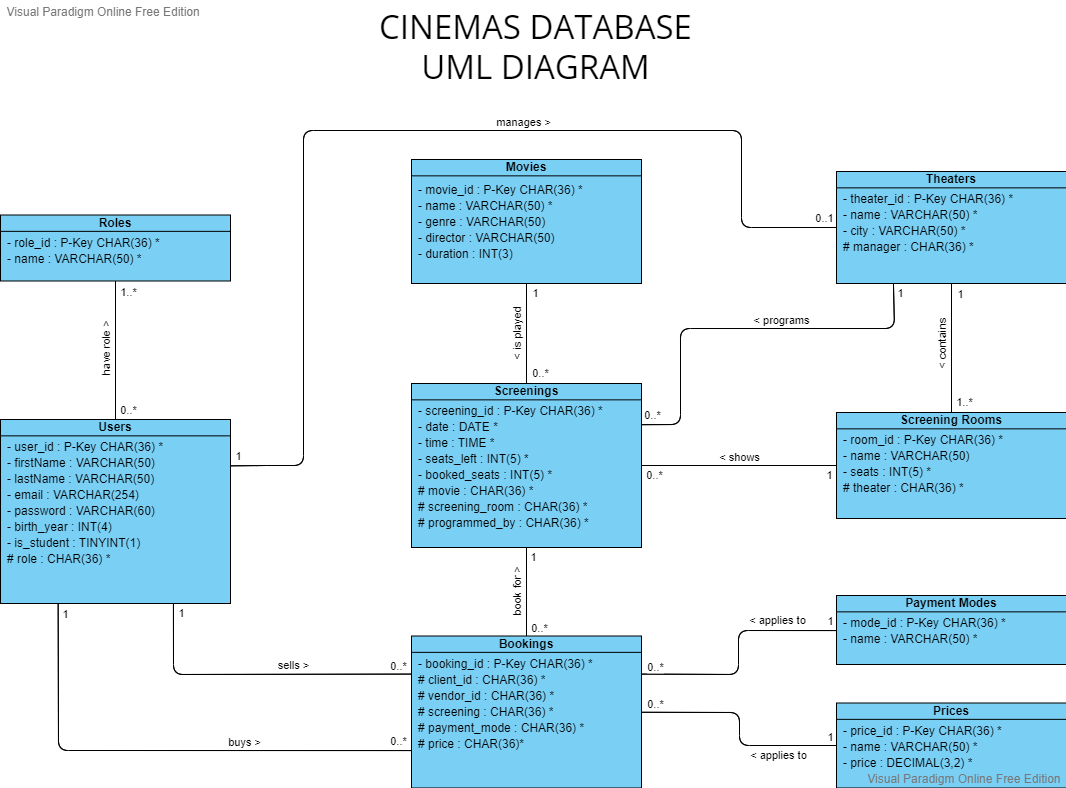 Visual Paradigm Online Free Edition
CINEMAS DATABASE
UML DIAGRAM
manages >
Movies
- movie_id : P-Key CHAR(36) *
- name : VARCHAR(50) *
- genre : VARCHAR(50)
- director : VARCHAR(50)
- duration : INT(3)
Theaters
- theater_id : P-Key CHAR(36) *
- name : VARCHAR(50) *
- city : VARCHAR(50) *
# manager : CHAR(36) *
0..1
Roles
- role_id : P-Key CHAR(36) *
- name : VARCHAR(50) *
1..*
have role >
0..*
1
< is played
0..*
1
< programs
0..*
1
< contains
1..*
Users
- user_id : P-Key CHAR(36) *
- firstName : VARCHAR(50)
- lastName : VARCHAR(50)
- email : VARCHAR(254)
- password : VARCHAR(60)
- birth_year : INT(4)
- is_student : TINYINT(1)
# role : CHAR(36) *
1
Screenings
- screening_id : P-Key CHAR(36) *
- date : DATE *
- time : TIME *
- seats_left : INT(5) *
- booked_seats : INT(5) *
# movie : CHAR(36) *
# screening_room : CHAR(36) *
# programmed_by : CHAR(36) *
< shows
0..*
1
Screening Rooms
- room_id : P-Key CHAR(36) *
- name : VARCHAR(50)
- seats : INT(5) *
# theater : CHAR(36) *
1
book for >
0..*
1
1
sells >
0..*
buys >
0..*
Bookings
- booking_id : P-Key CHAR(36) *
# client_id : CHAR(36) *
# vendor_id : CHAR(36) *
# screening : CHAR(36) *
# payment_mode : CHAR(36) *
# price : CHAR(36)*
< applies to
1
0..*
Payment Modes
- mode_id : P-Key CHAR(36) *
- name : VARCHAR(50) *
0..*
1
< applies to
Prices
- price_id : P-Key CHAR(36) *
- name : VARCHAR(50) *
- price : DECIMAL(3,2) *
Visual Paradigm Online Free Edition